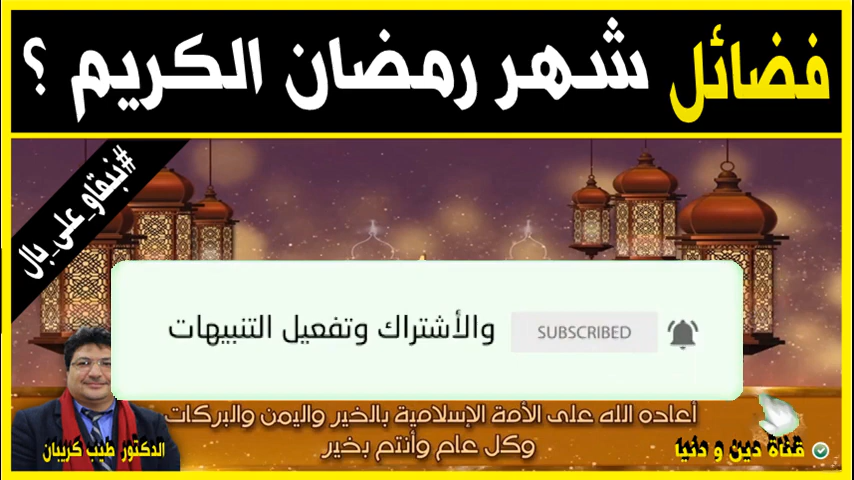 فضائل شهر رمضان الكريم ؟
#نبقاو_على_بال
والأشتراك وتفعيل التنبيهات
SUBSCRIBED
أعاده الله على الأمة الإسلامية بالخير واليمن والبركات
وكل عام وأنتم بخير
الدكتور طيب كريبان
قناة دين و دنيا